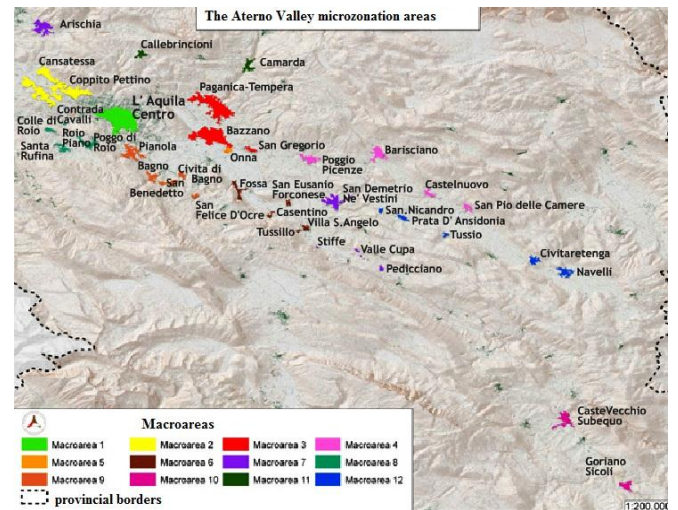 The Aterno Valley microzonation areas
Arischia
Callebrincioni
Cansatessa
Camarda
Coppito Pettino
Paganica-Tempera
L' Aquila
Centro
Contrada
Cavalli
Colle di
Roio
Roio
Piano
Poggo di
Roio
Bazzano
Santa
Rufina
Pianola
Onna
San Gregorio
Poggio
Picenze
Barisciano
Bagno
Civita di
Bagno
San
Benedetto
Fossa
San Eusanio
Forconese
San Demetrio
Ne' Vestini
Castelnuovo
San Pio delle Camere
San
Felice D'Ocre
Casentino
San.Nicandro
Prata D' Ansidonia
Villa S.Angelo
Tussillo
Tussio
Stiffe
Valle Cupa
Pedicciano
Civitaretenga
Navelli
CasteVecchio
Subequo
Goriano
Sicoli
Macroareas
Macroarea 1
Macroarea 2
Macroarea 3
Macroarea 4
Macroarea 5
Macroarea 6
Macroarea 7
Macroarea 8
Macroarea 9
Macroarea 10
Macroarea 11
Macroarea 12
provincial borders
1:200.000